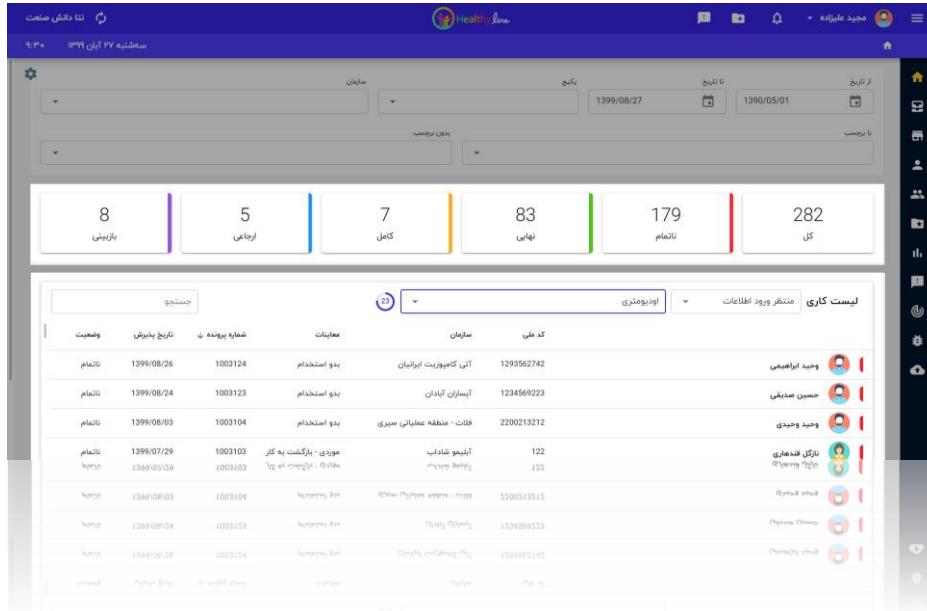 مجید علیزاده
Healthy line
نتا دانش صنعت
سه‌شنبه ۲۷ آبان ۱۳۹۹ ۹:۳۰
از تاریخ تا تاریخ پکیج سازمان
1390/05/01 1399/08/27
با برچسب بدون برچسب
282 179 83 7 5 8
کل ناتمام نهایی کامل ارجاعی بازبینی
لیست کاری منتظر ورود اطلاعات اودیومتری 23 جستجو
کد ملی سازمان معاینات شماره پرونده تاریخ پذیرش وضعیت
وحید ابراهیمی 1293562742 آتی کامپوزیت ایرانیان بدو استخدام 1003124 1399/08/26 ناتمام
حسین صدیقی 1234569223 آبسازان آبادان بدو استخدام 1003123 1399/08/24 ناتمام
وحید وحیدی 2200213212 فلات - منطقه عملیاتی سیری بدو استخدام 1003104 1399/08/03 ناتمام
نازگل قندهاری 122 آبلیمو شاداب موردی - بازگشت به کار 1003103 1399/07/29 ناتمام